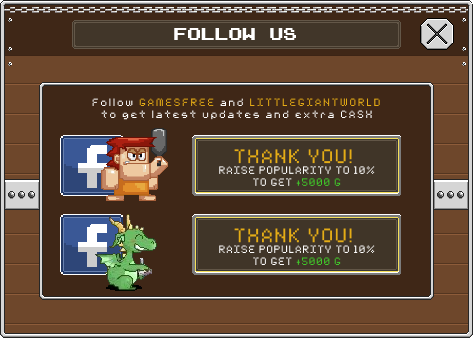 FOLLOW US
Follow GAMESFREE and LITTLEGIANTWORLD
to get latest updates and extra CASH
THANK YOU!
RAISE POPULARITY TO 10%
TO GET +5000 G
THANK YOU!
RAISE POPULARITY TO 10%
TO GET +5000 G